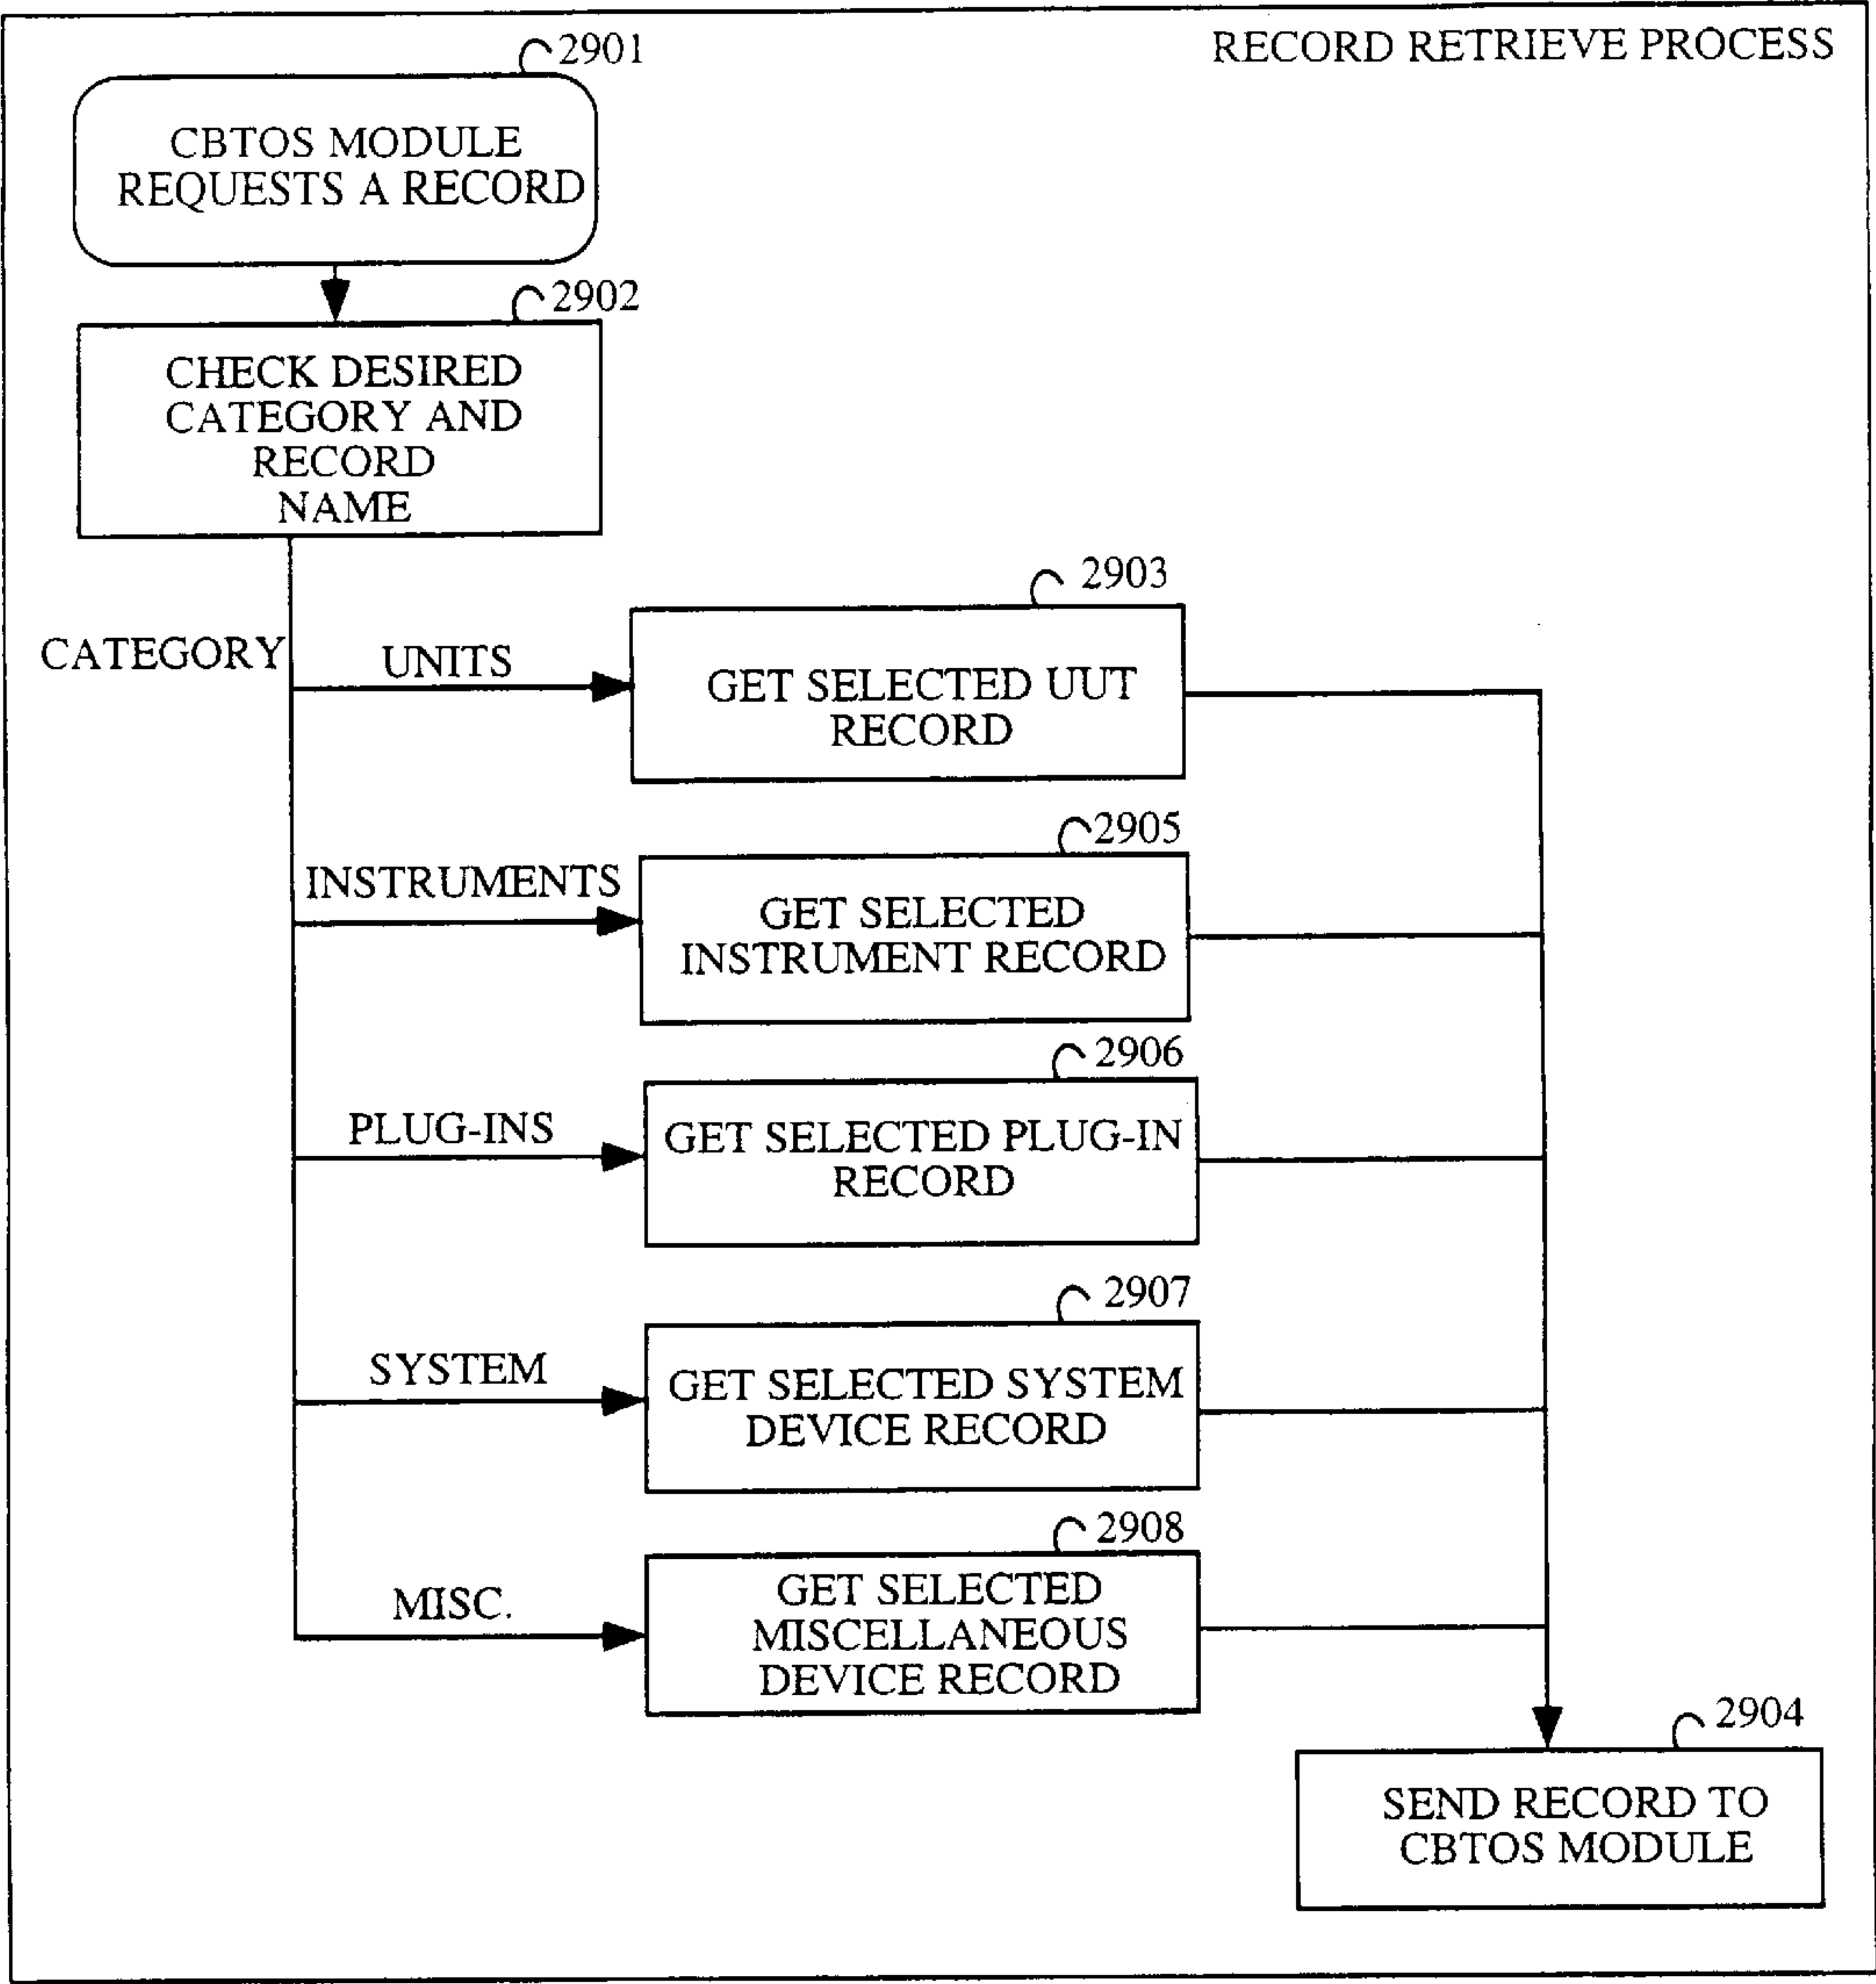 RECORD RETRIEVE PROCESS
2901
CBTOS MODULE
REQUESTS A RECORD
2902
CHECK DESIRED
CATEGORY AND
RECORD
NAME
CATEGORY
UNITS
2903
GET SELECTED UUT
RECORD
INSTRUMENTS
2905
GET SELECTED
INSTRUMENT RECORD
PLUG-INS
2906
GET SELECTED PLUG-IN
RECORD
SYSTEM
2907
GET SELECTED SYSTEM
DEVICE RECORD
MISC.
2908
GET SELECTED
MISCELLANEOUS
DEVICE RECORD
2904
SEND RECORD TO
CBTOS MODULE